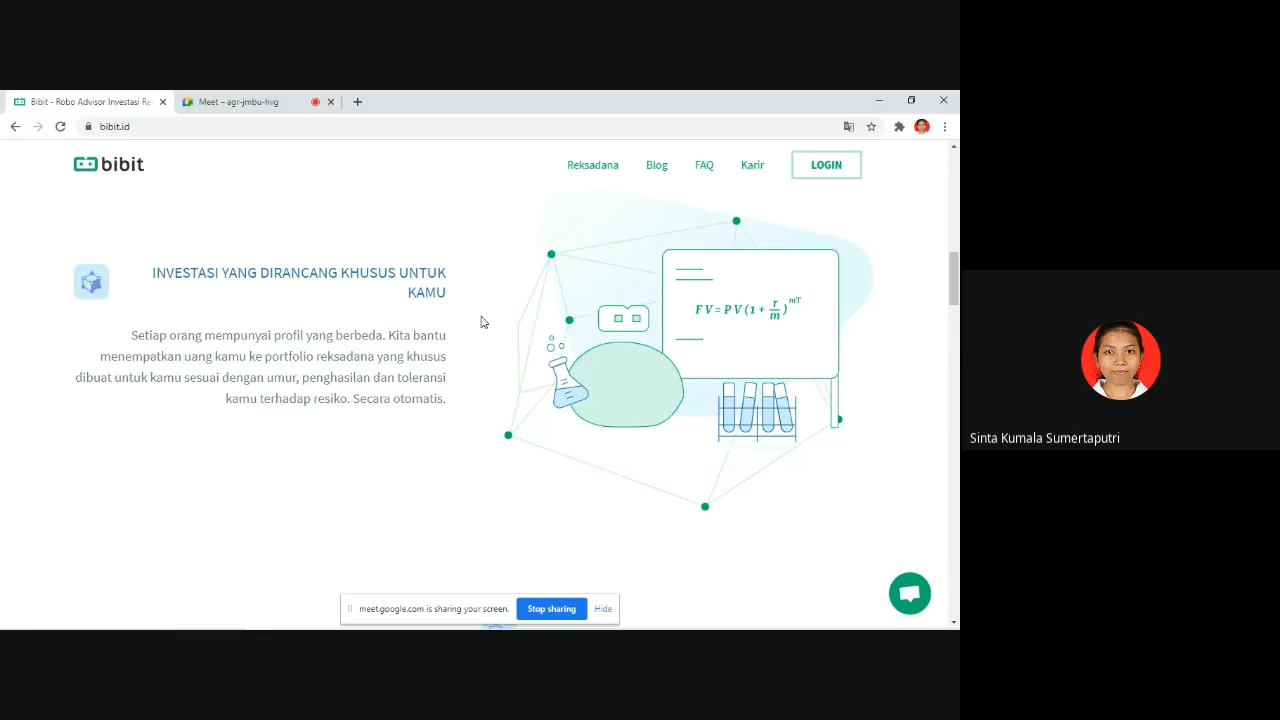 Bibit - Robo Advisor Investasi Re
Meet – agr-jmbu-hvg
bibit.id
bibit
Reksadana
Blog
FAQ
Karir
LOGIN
INVESTASI YANG DIRANCANG KHUSUS UNTUK
KAMU
Setiap orang mempunyai profil yang berbeda. Kita bantu
menempatkan uang kamu ke portfolio reksadana yang khusus
dibuat untuk kamu sesuai dengan umur, penghasilan dan toleransi
kamu terhadap resiko. Secara otomatis.
FV = PV(1 + r/m)^mT
meet.google.com is sharing your screen.
Stop sharing
Hide
Sinta Kumala Sumertaputri